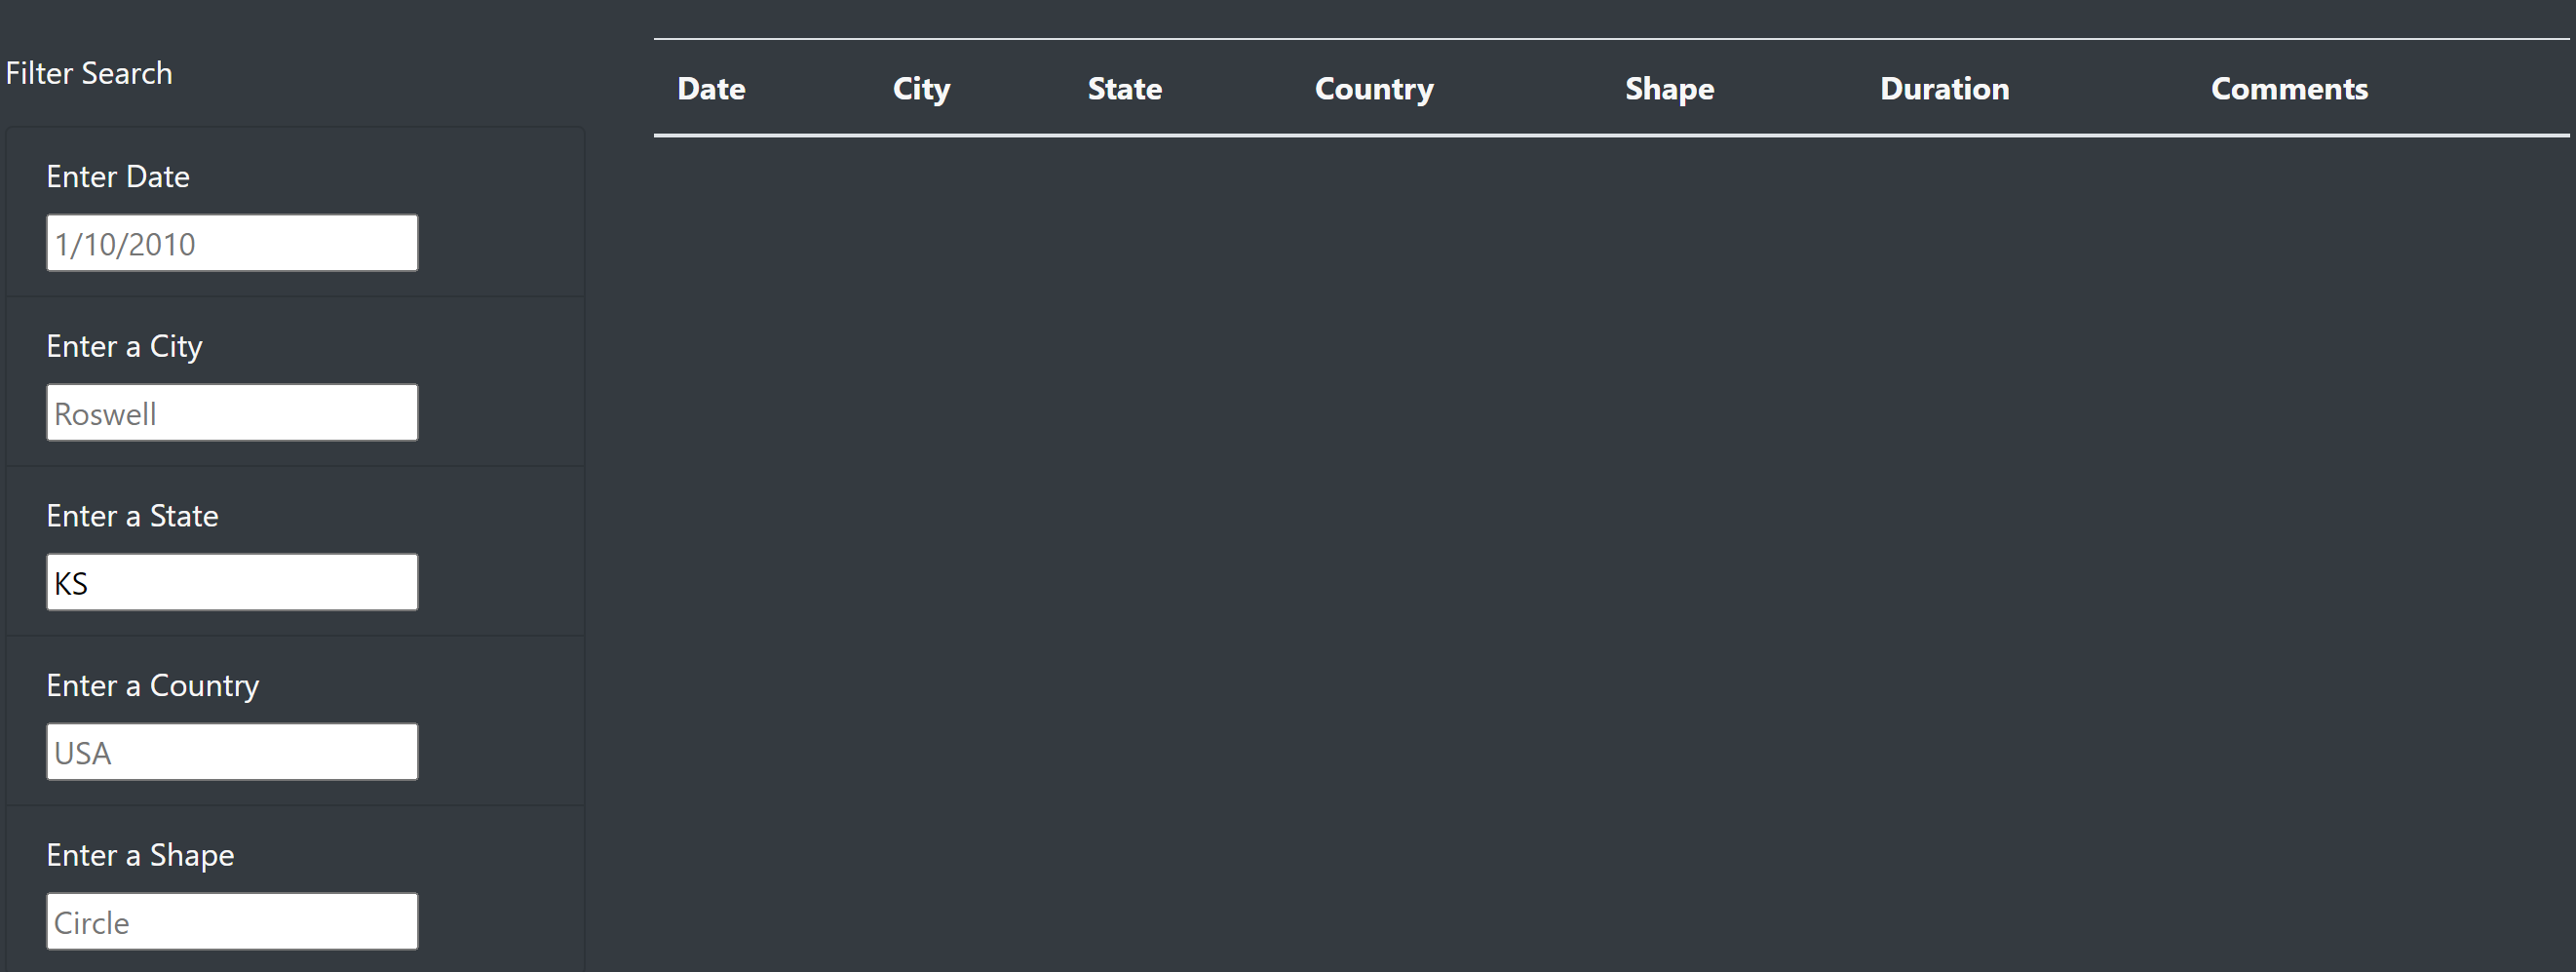 Filter Search
Enter Date
1/10/2010
Enter a City
Roswell
Enter a State
KS
Enter a Country
USA
Enter a Shape
Circle
Date City State Country Shape Duration Comments